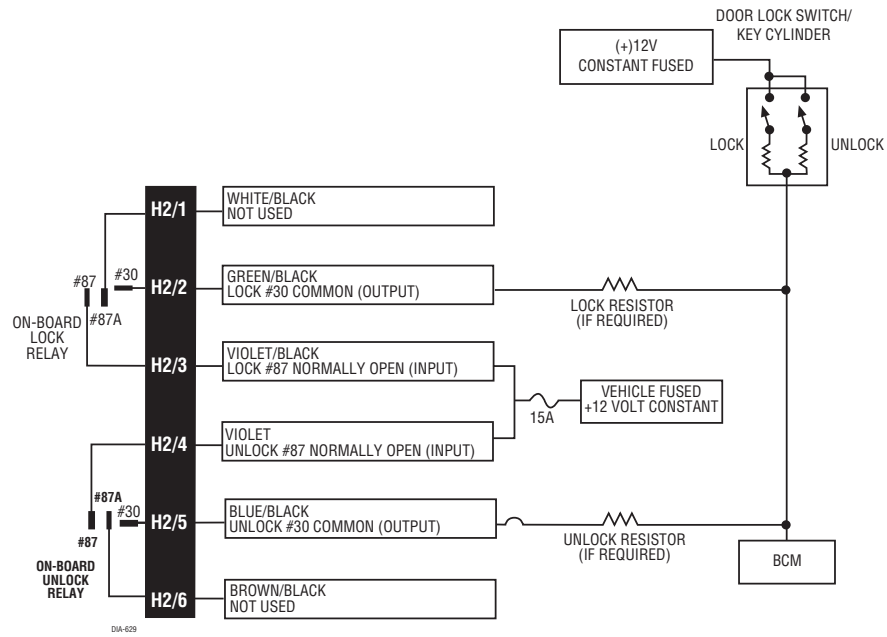 DOOR LOCK SWITCH/
KEY CYLINDER
(+)12V
CONSTANT FUSED
LOCK
UNLOCK
H2/1
WHITE/BLACK
NOT USED
#87
#30
#87A
ON-BOARD
LOCK
RELAY
H2/2
GREEN/BLACK
LOCK #30 COMMON (OUTPUT)
LOCK RESISTOR
(IF REQUIRED)
H2/3
VIOLET/BLACK
LOCK #87 NORMALLY OPEN (INPUT)
15A
VEHICLE FUSED
+12 VOLT CONSTANT
H2/4
VIOLET
UNLOCK #87 NORMALLY OPEN (INPUT)
#87A
#30
#87
ON-BOARD
UNLOCK
RELAY
H2/5
BLUE/BLACK
UNLOCK #30 COMMON (OUTPUT)
UNLOCK RESISTOR
(IF REQUIRED)
BCM
H2/6
BROWN/BLACK
NOT USED
DIA-629